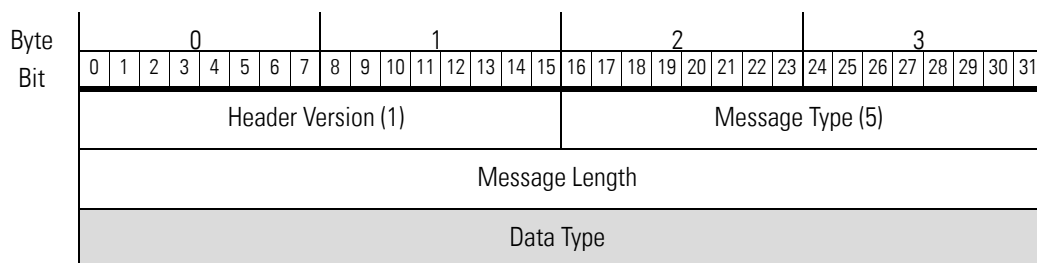 Byte 0 1 2 3
Bit 0 1 2 3 4 5 6 7 8 9 10 11 12 13 14 15 16 17 18 19 20 21 22 23 24 25 26 27 28 29 30 31
Header Version (1) Message Type (5)
Message Length
Data Type